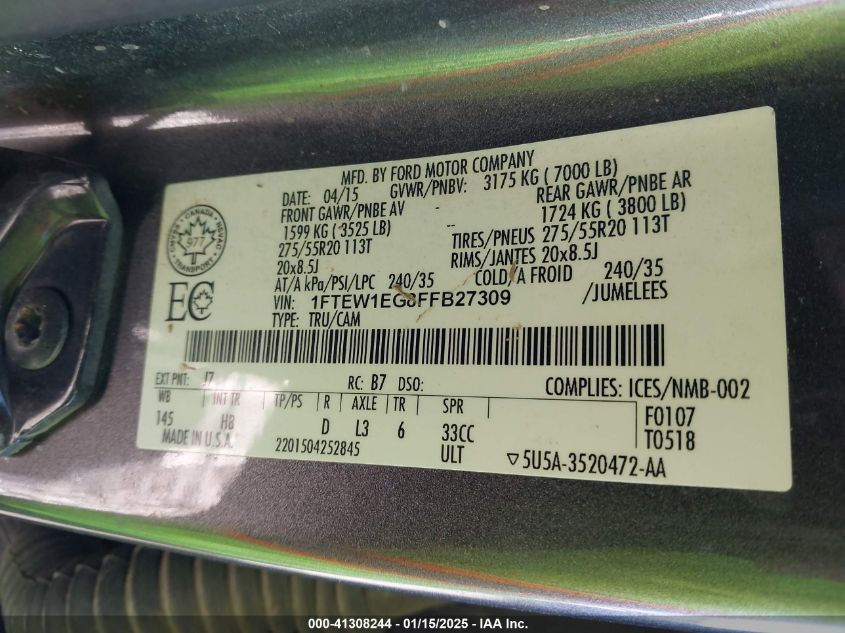 MFD. BY FORD MOTOR COMPANY
DATE: 04/15 GVWR/PNBV: 3175 KG ( 7000 LB)
FRONT GAWR/PNBE AV - REAR GAWR/PNBE AR
1599 KG ( 3525 LB) - 1724 KG ( 3800 LB)
275/55R20 113T TIRES/PNEUS 275/55R20 113T
20x8.5J RIMS/JANTES 20x8.5J
AT/A kPa/PSI/LPC 240/35 COLD/A FROID 240/35
VIN: 1FTEW1EG8FFB27309 /JUMELEES
TYPE: TRU/CAM
CANADA
977
TRANSPORT
EC
EXT PNT: J7 RC: B7 DSO: COMPLIES: ICES/NMB-002
WB INT TR TP/PS R AXLE TR SPR F0107
145 HB D L3 6 33CC T0518
MADE IN U.S.A. 2201504252845 ULT ▽5U5A-3520472-AA
000-41308244 - 01/15/2025 - IAAI.com